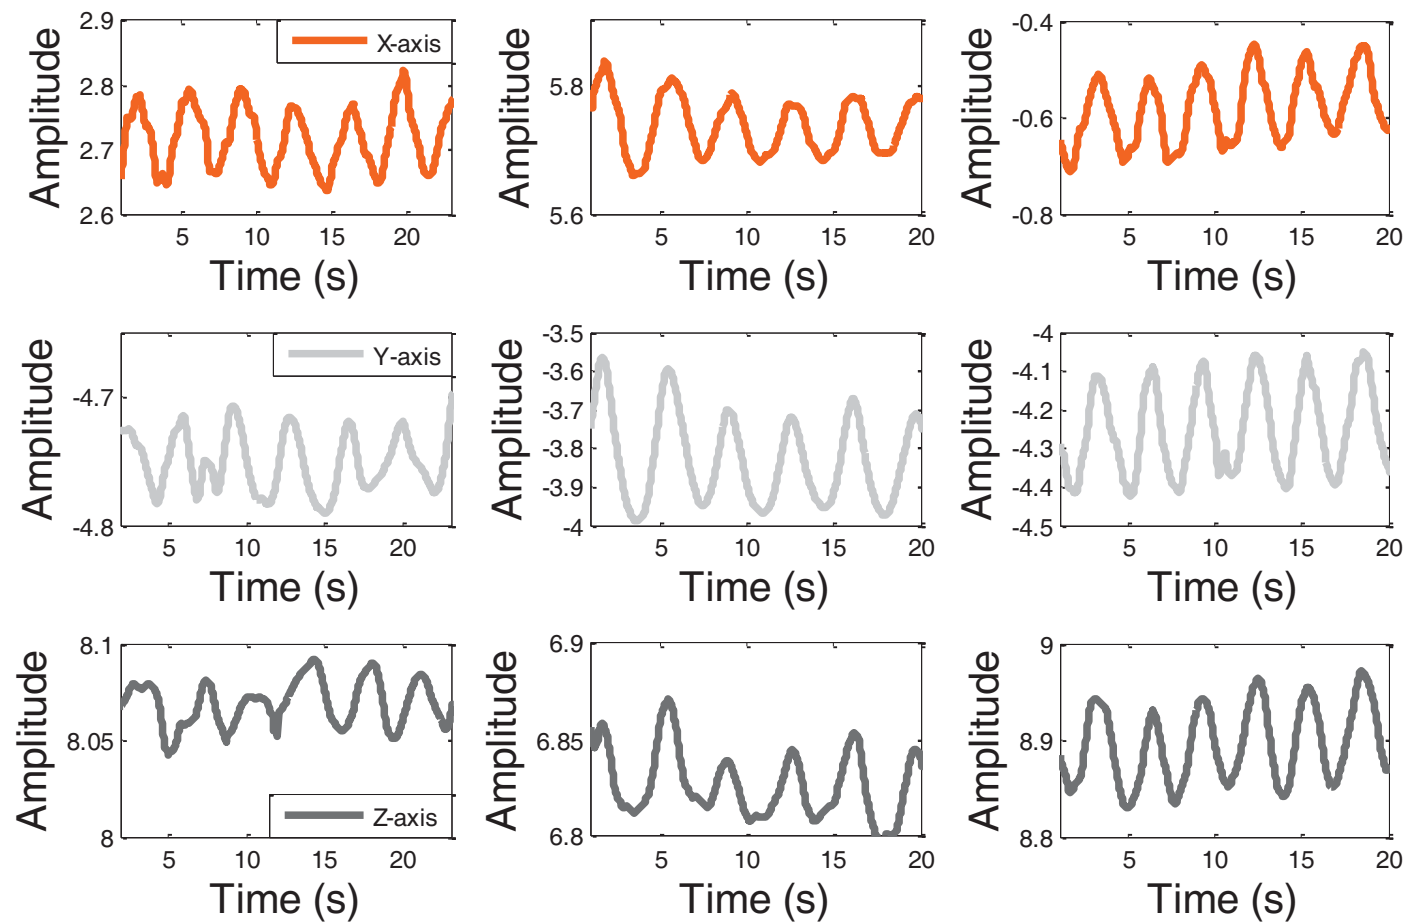 2.9
2.8
2.7
2.6
Amplitude
X-axis
5 10 15 20
Time (s)
5.8
5.6
Amplitude
5 10 15 20
Time (s)
-0.4
-0.6
-0.8
Amplitude
5 10 15 20
Time (s)
-4.7
-4.8
Amplitude
Y-axis
5 10 15 20
Time (s)
-3.5
-3.6
-3.7
-3.8
-3.9
-4
Amplitude
5 10 15 20
Time (s)
-4
-4.1
-4.2
-4.3
-4.4
-4.5
Amplitude
5 10 15 20
Time (s)
8.1
8.05
8
Amplitude
Z-axis
5 10 15 20
Time (s)
6.9
6.85
6.8
Amplitude
5 10 15 20
Time (s)
9
8.9
8.8
Amplitude
5 10 15 20
Time (s)